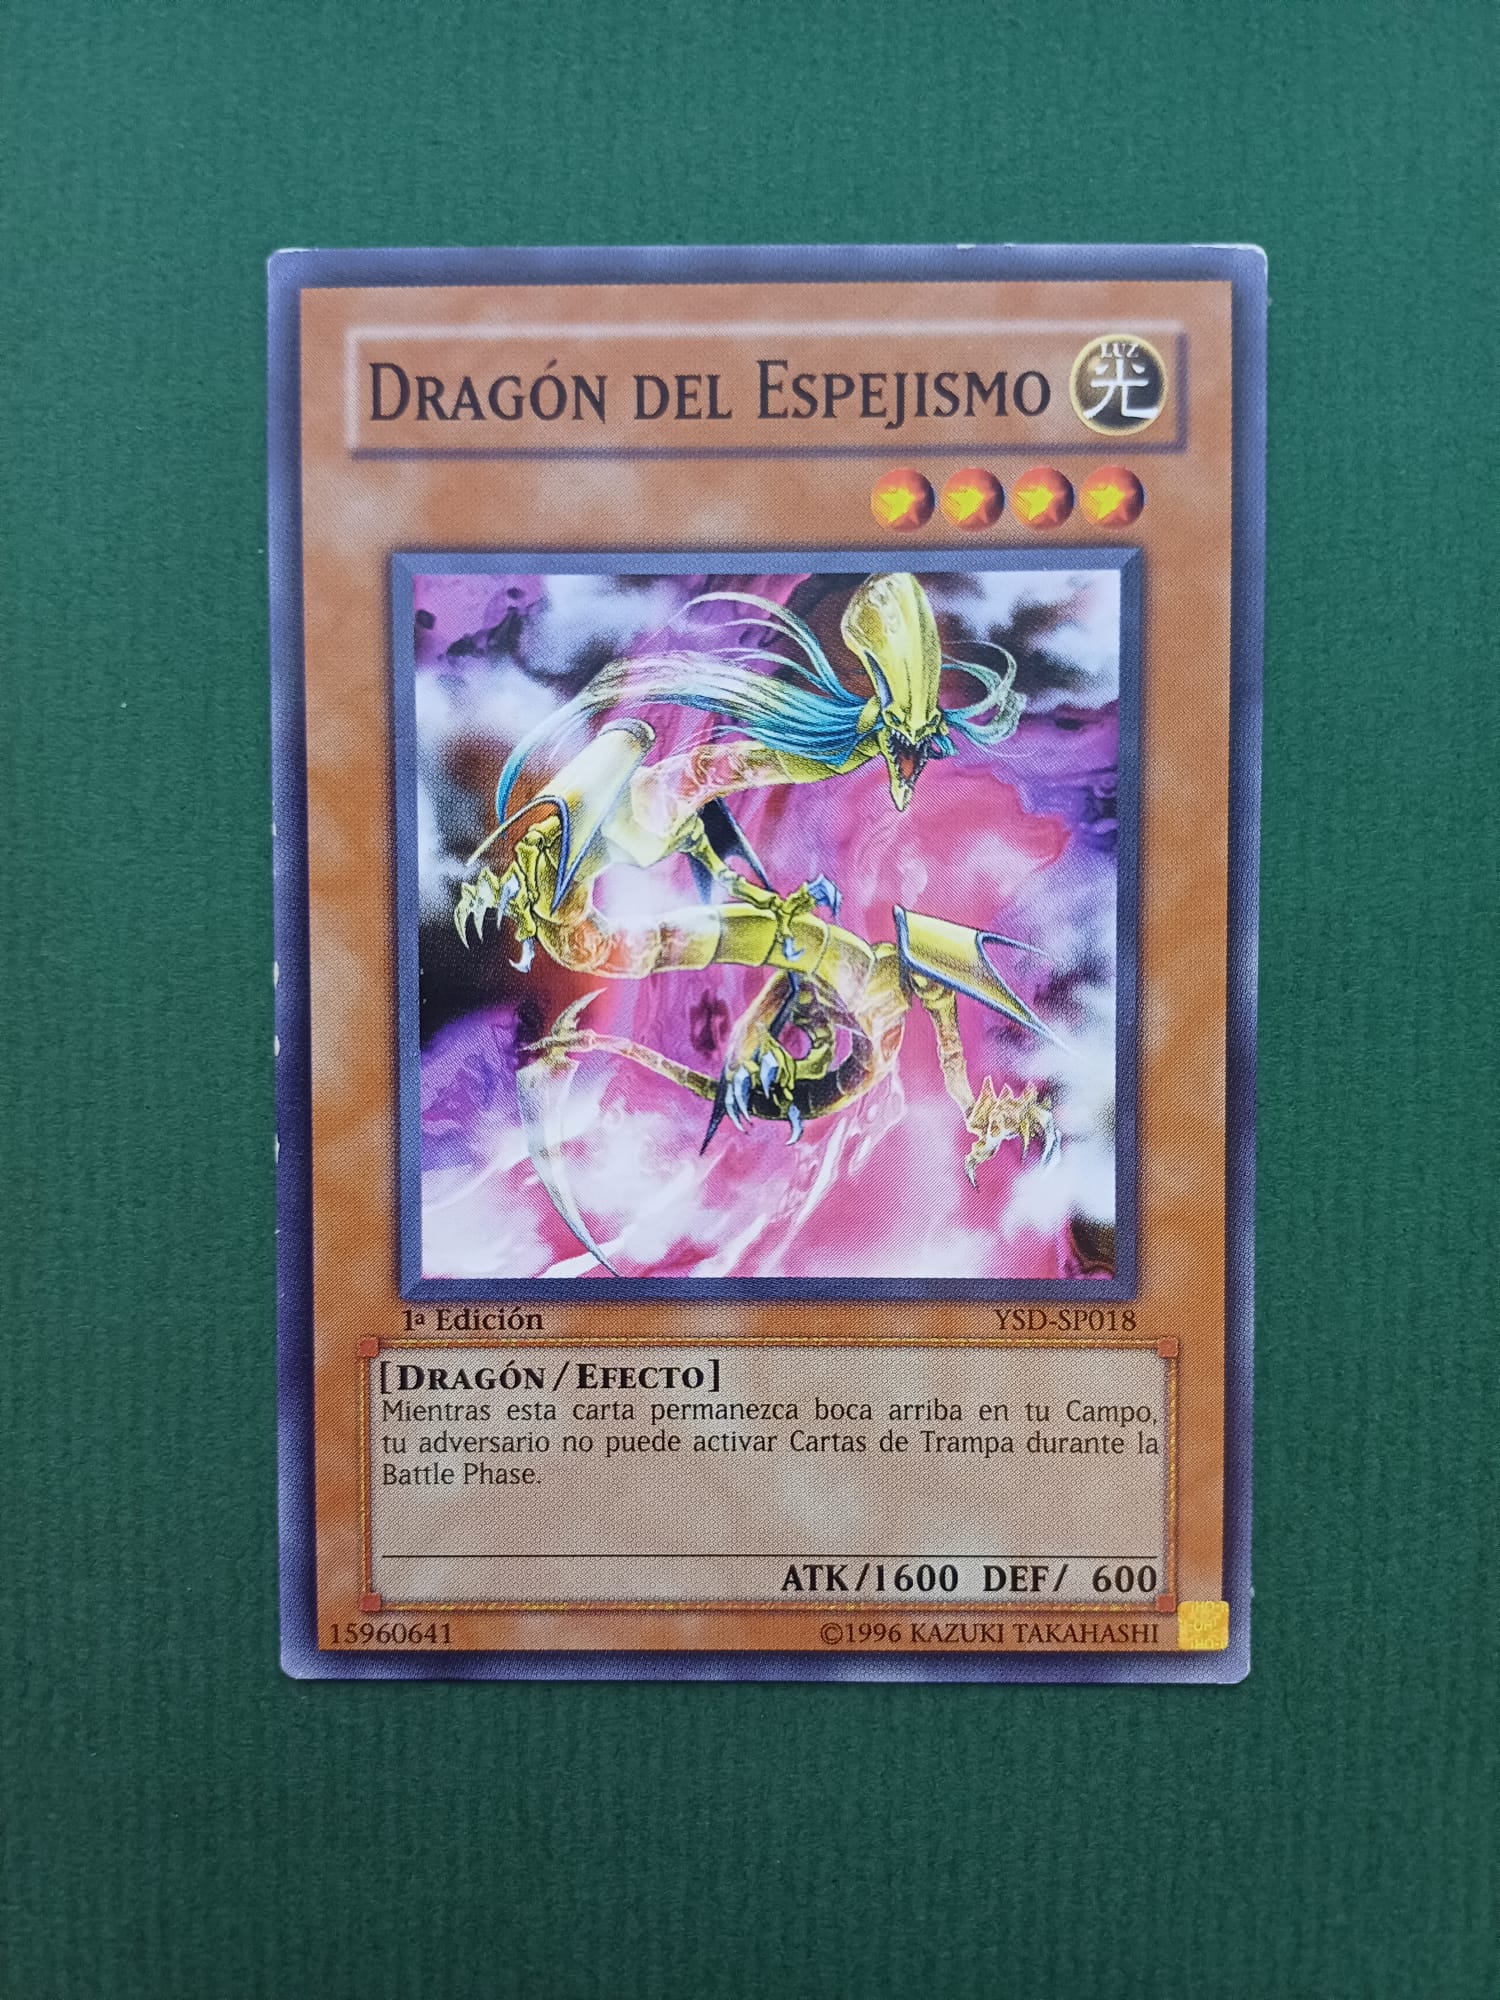 DRAGÓN DEL ESPEJISMO
LUZ
光
1ª Edición
YSD-SP018
[DRAGÓN/EFECTO]
Mientras esta carta permanezca boca arriba en tu Campo,
tu adversario no puede activar Cartas de Trampa durante la
Battle Phase.
ATK/1600 DEF/ 600
15960641
©1996 KAZUKI TAKAHASHI